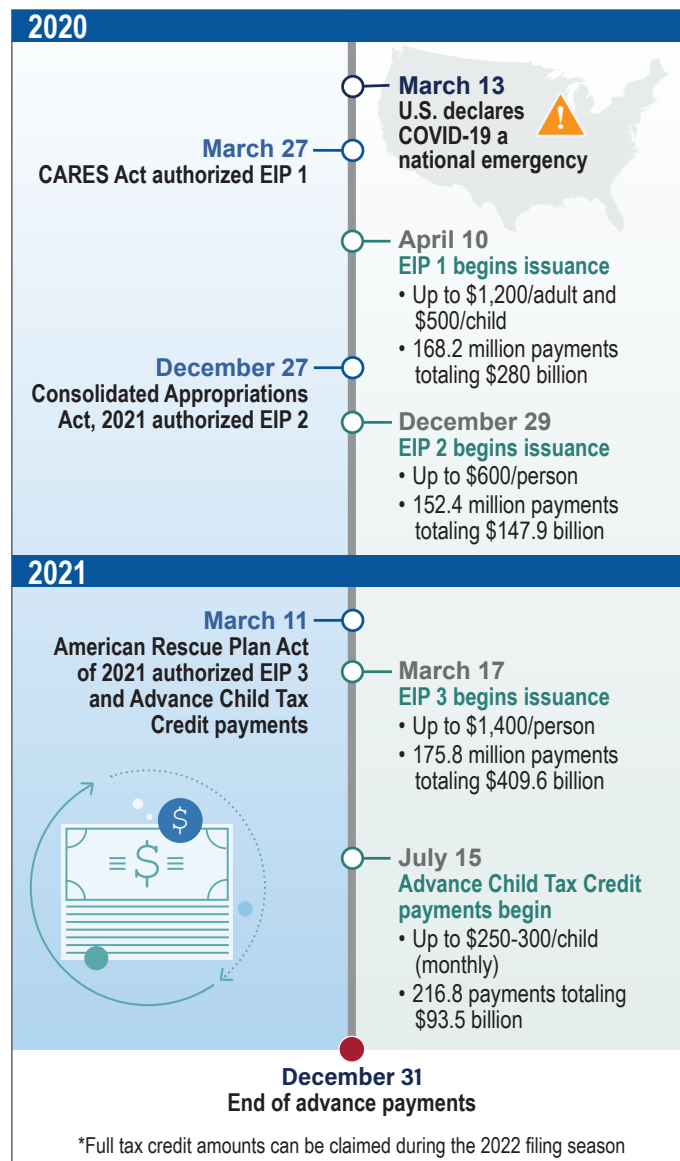 2020
March 13
U.S. declares
COVID-19 a
national emergency
!
March 27
CARES Act authorized EIP 1
April 10
EIP 1 begins issuance
• Up to $1,200/adult and
$500/child
• 168.2 million payments
totaling $280 billion
December 27
Consolidated Appropriations
Act, 2021 authorized EIP 2
December 29
EIP 2 begins issuance
• Up to $600/person
• 152.4 million payments
totaling $147.9 billion
2021
March 11
American Rescue Plan Act
of 2021 authorized EIP 3
and Advance Child Tax
Credit payments
March 17
EIP 3 begins issuance
• Up to $1,400/person
• 175.8 million payments
totaling $409.6 billion
$
$
July 15
Advance Child Tax Credit
payments begin
• Up to $250-300/child
(monthly)
• 216.8 payments totaling
$93.5 billion
December 31
End of advance payments
*Full tax credit amounts can be claimed during the 2022 filing season